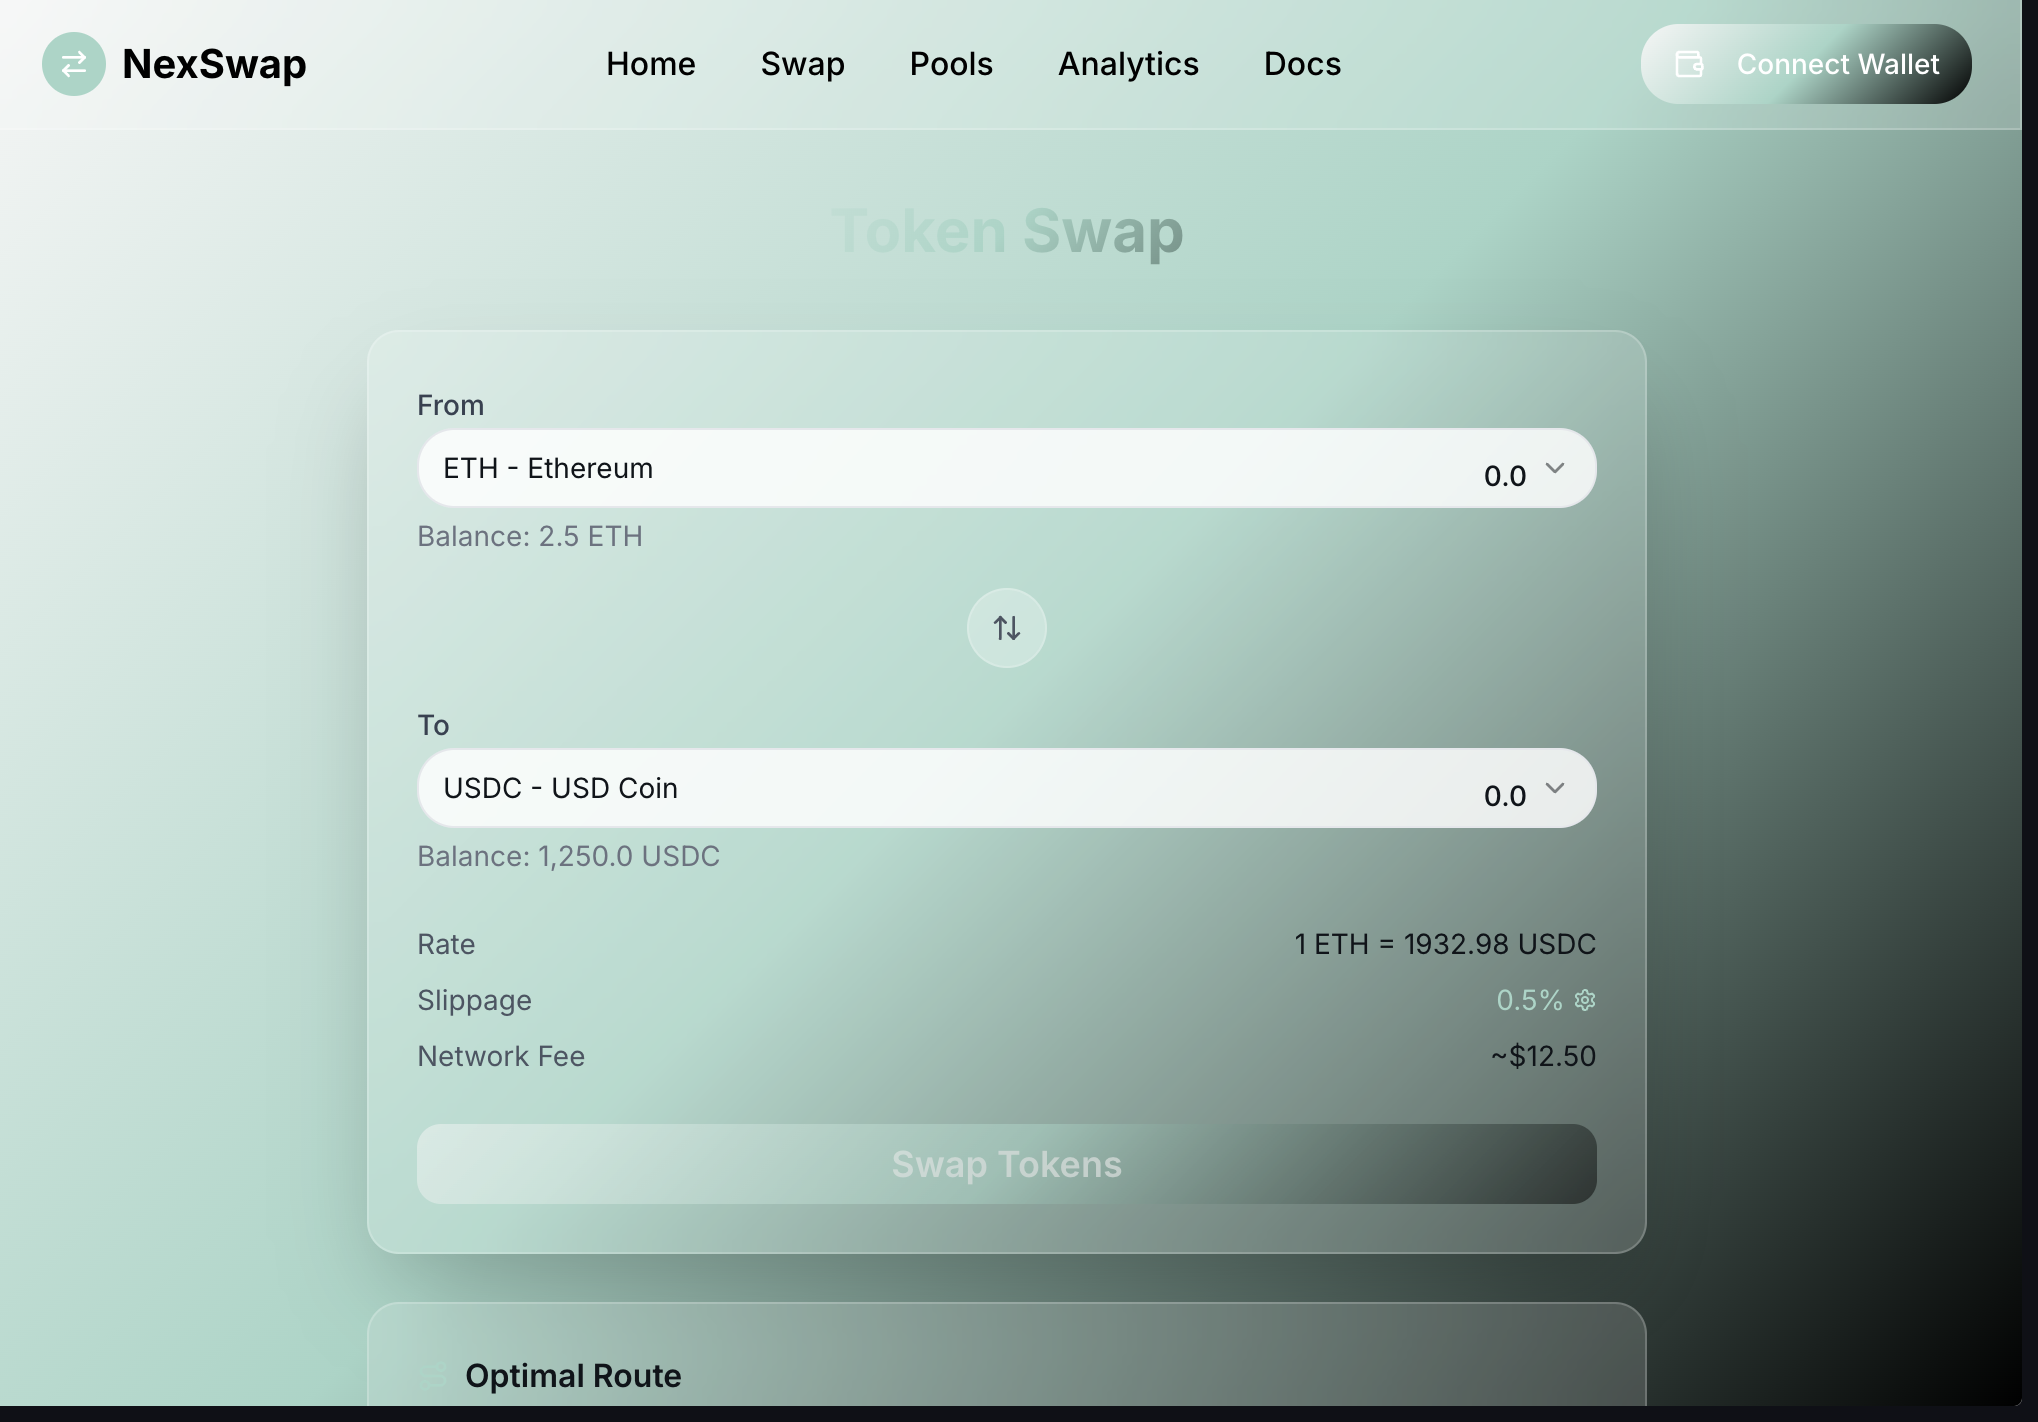 NexSwap
Home
Swap
Pools
Analytics
Docs
Connect Wallet
Token Swap
From
ETH - Ethereum
0.0
Balance: 2.5 ETH
To
USDC - USD Coin
0.0
Balance: 1,250.0 USDC
Rate
1 ETH = 1932.98 USDC
Slippage
0.5%
Network Fee
~$12.50
Swap Tokens
Optimal Route